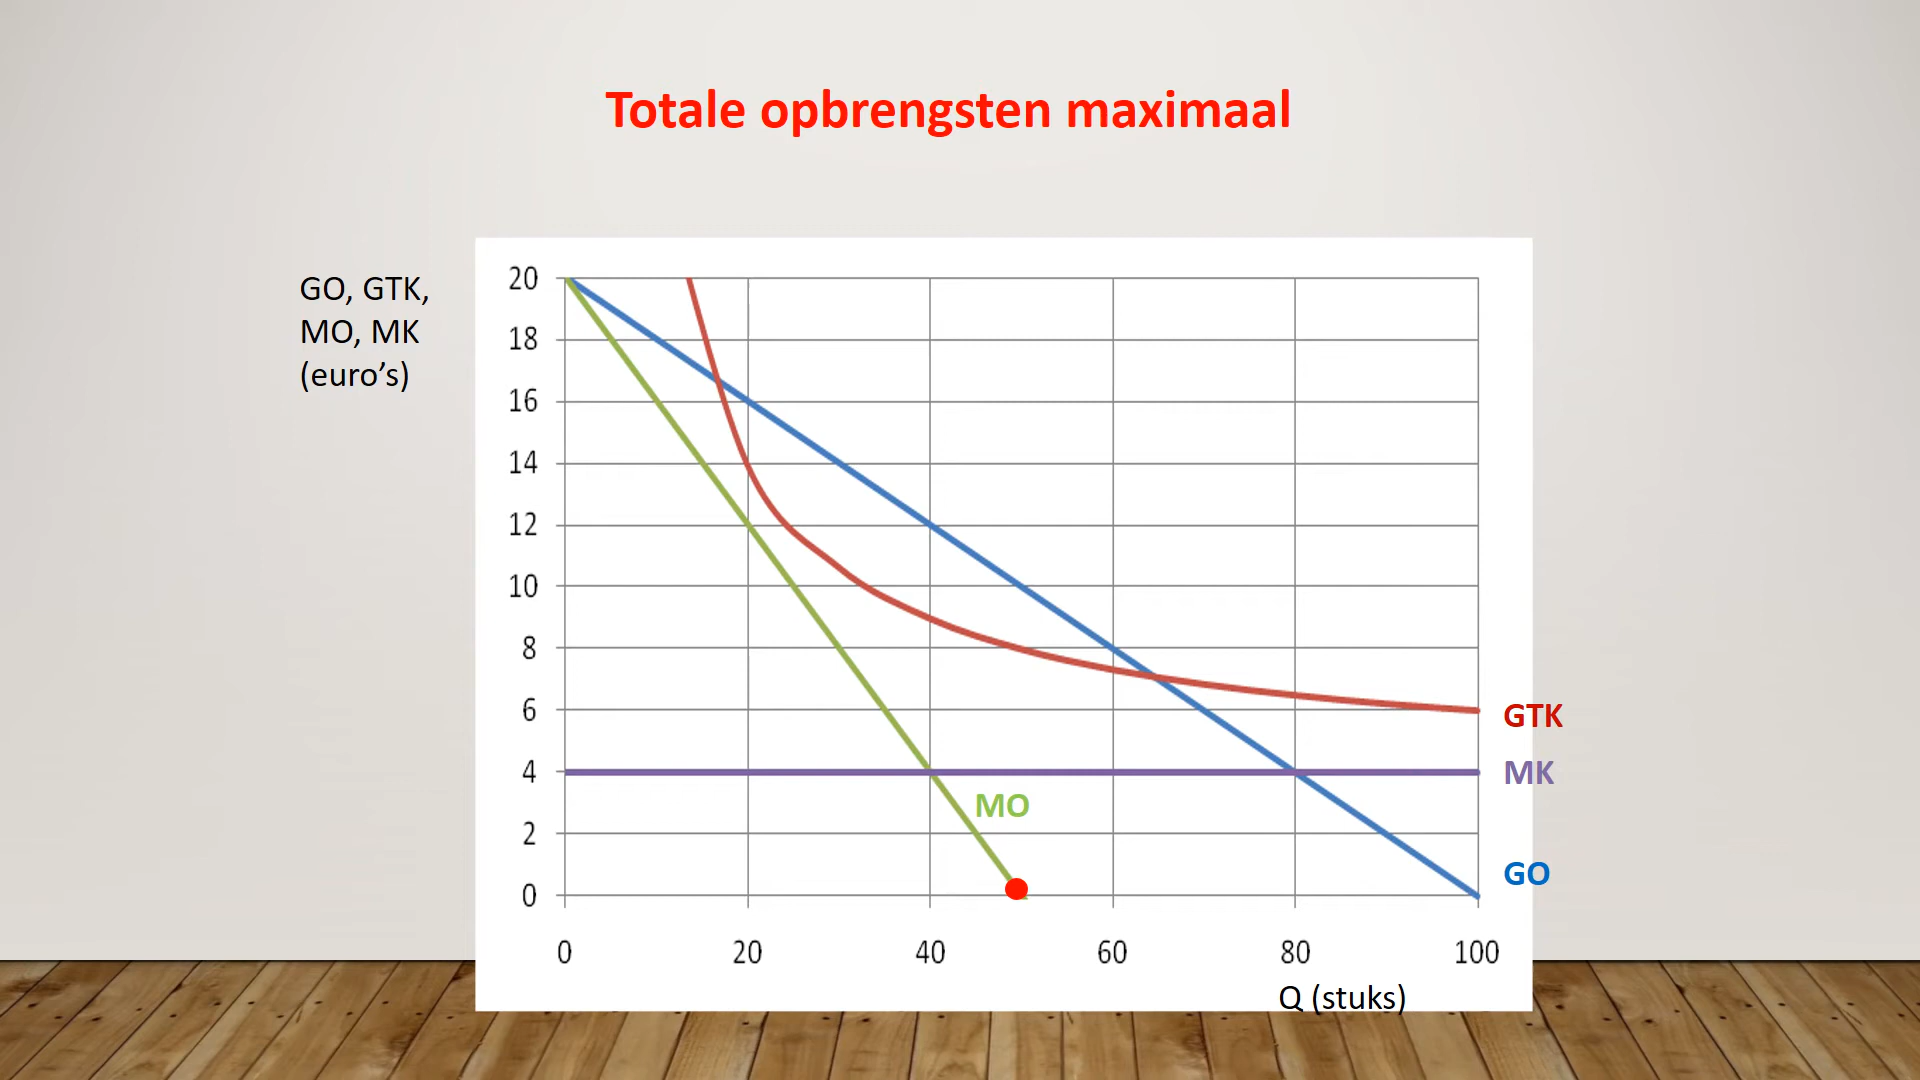 Totale opbrengsten maximaal
GO, GTK,
MO, MK
(euro’s)
20
18
16
14
12
10
8
6
4
2
0
GTK
MK
MO
GO
0 20 40 60 80 100
Q (stuks)